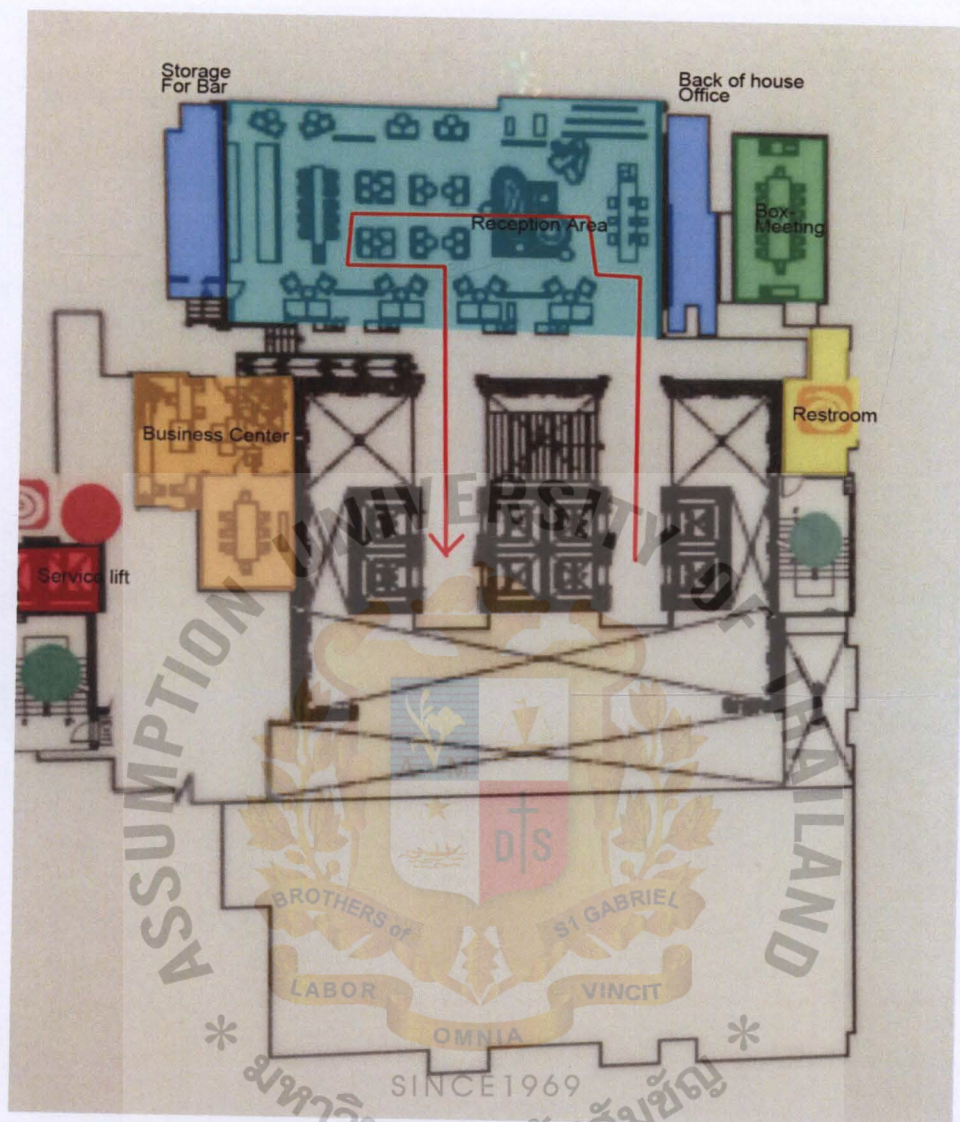 Storage
For Bar
Back of house
Office
Reception Area
Box-
Meeting
Business Center
Restroom
Service lift
ASSUMPTION UNIVERSITY OF THAILAND
D S
BROTHERS of
S1 GABRIEL
LABOR
VINCIT
OMNIA
SINCE1969